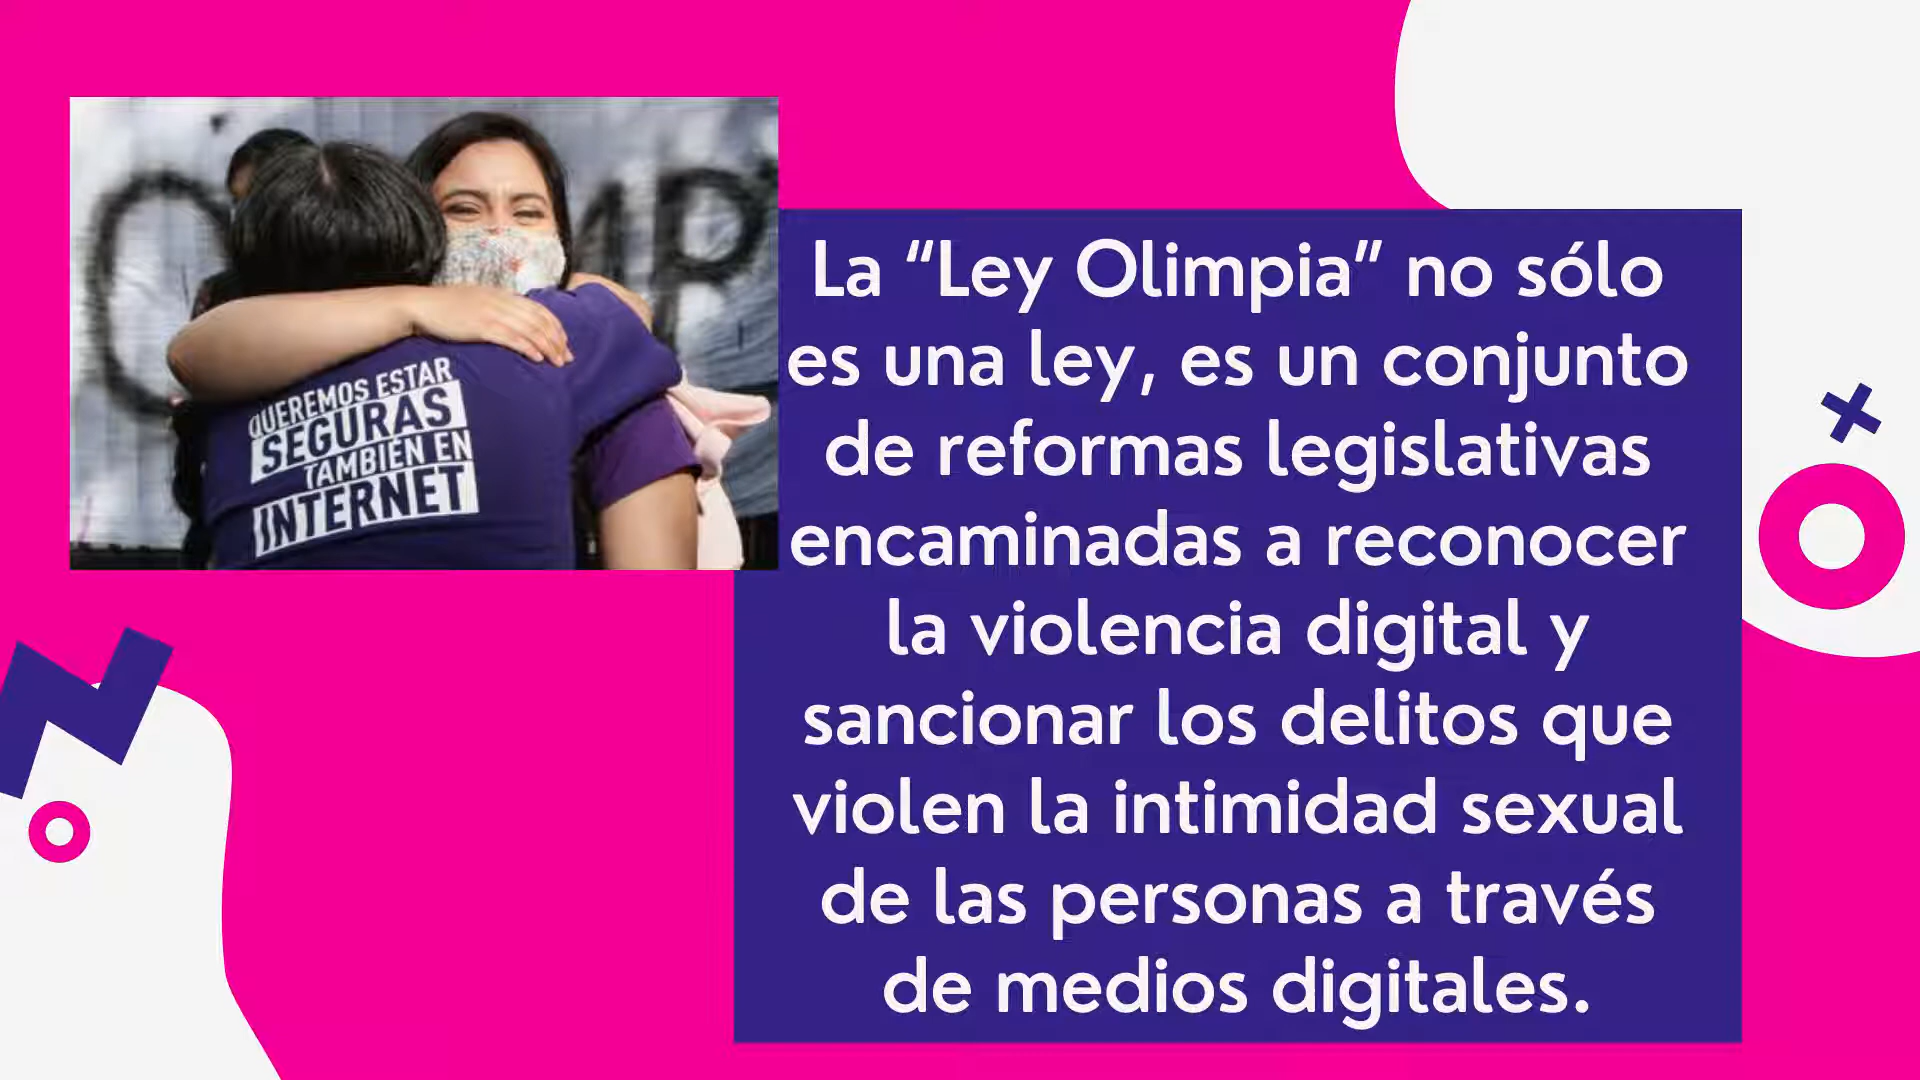 QUEREMOS ESTAR
SEGURAS
TAMBIÉN EN
INTERNET
La “Ley Olimpia” no sólo
es una ley, es un conjunto
de reformas legislativas
encaminadas a reconocer
la violencia digital y
sancionar los delitos que
violen la intimidad sexual
de las personas a través
de medios digitales.